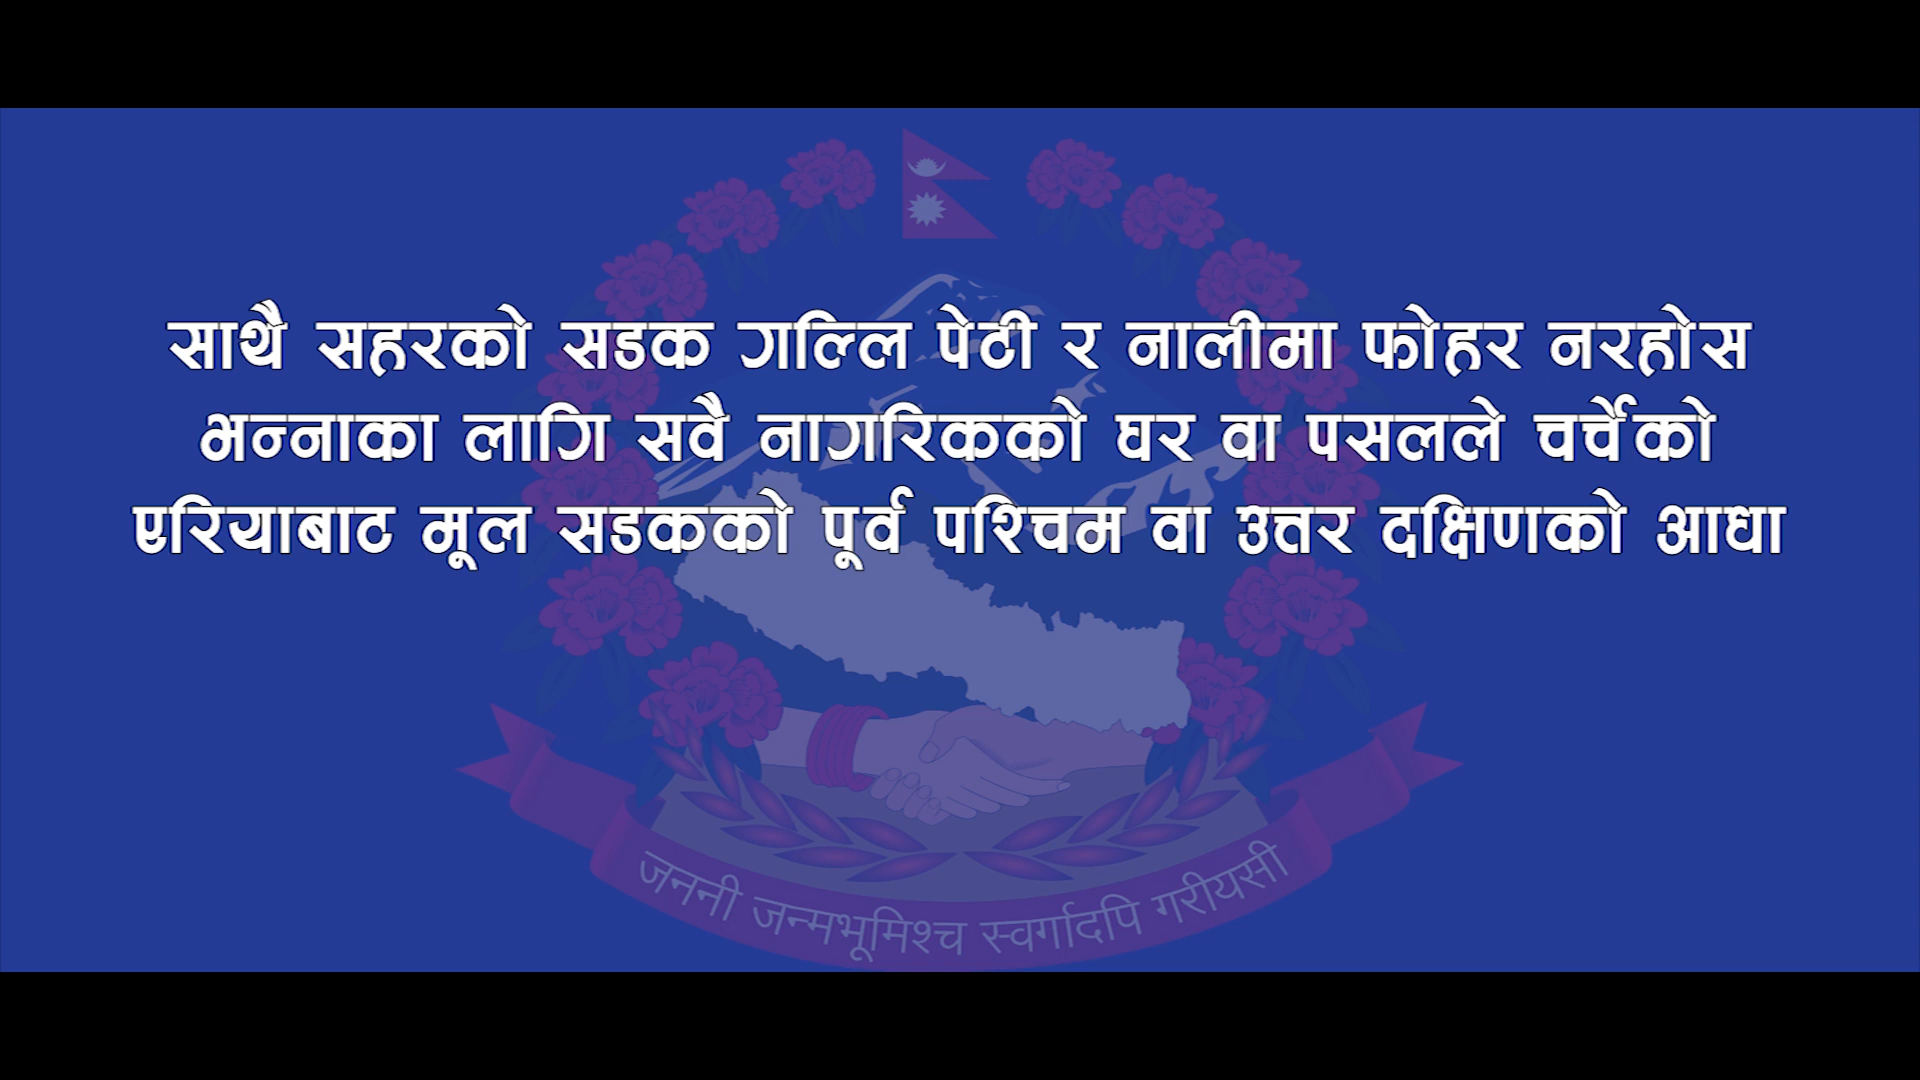 साथै सहरको सडक गल्लि पेटी र नालीमा फोहर नरहोस
भन्नाका लागि सवै नागरिकको घर वा पसलले चर्चेको
एरियाबाट मूल सडकको पूर्व पश्चिम वा उत्तर दक्षिणको आधा
जननी जन्मभूमिश्च स्वर्गादपि गरीयसी